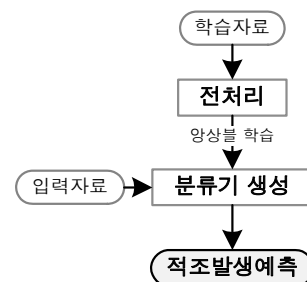 학습자료
전처리
앙상블 학습
입력자료
분류기 생성
적조발생예측